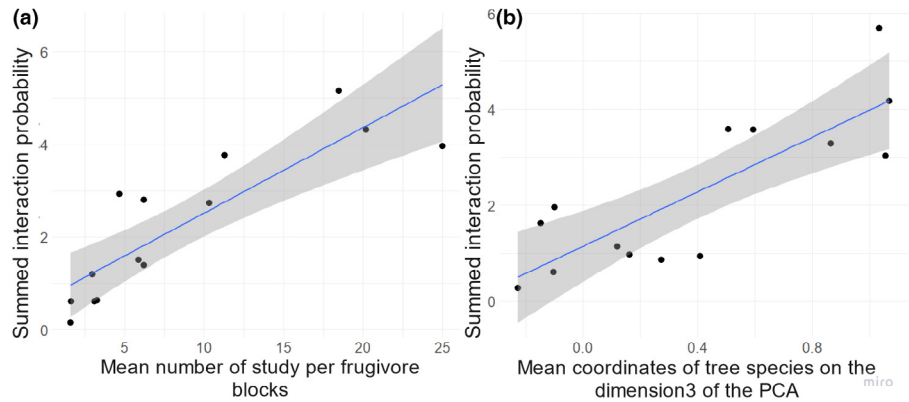 (a)
Summed interaction probability
6
4
2
0
5
10
15
20
25
Mean number of study per frugivore
blocks
(b)
Summed interaction probability
6
4
2
0
0.0
0.4
0.8
Mean coordinates of tree species on the
dimension3 of the PCA
miro